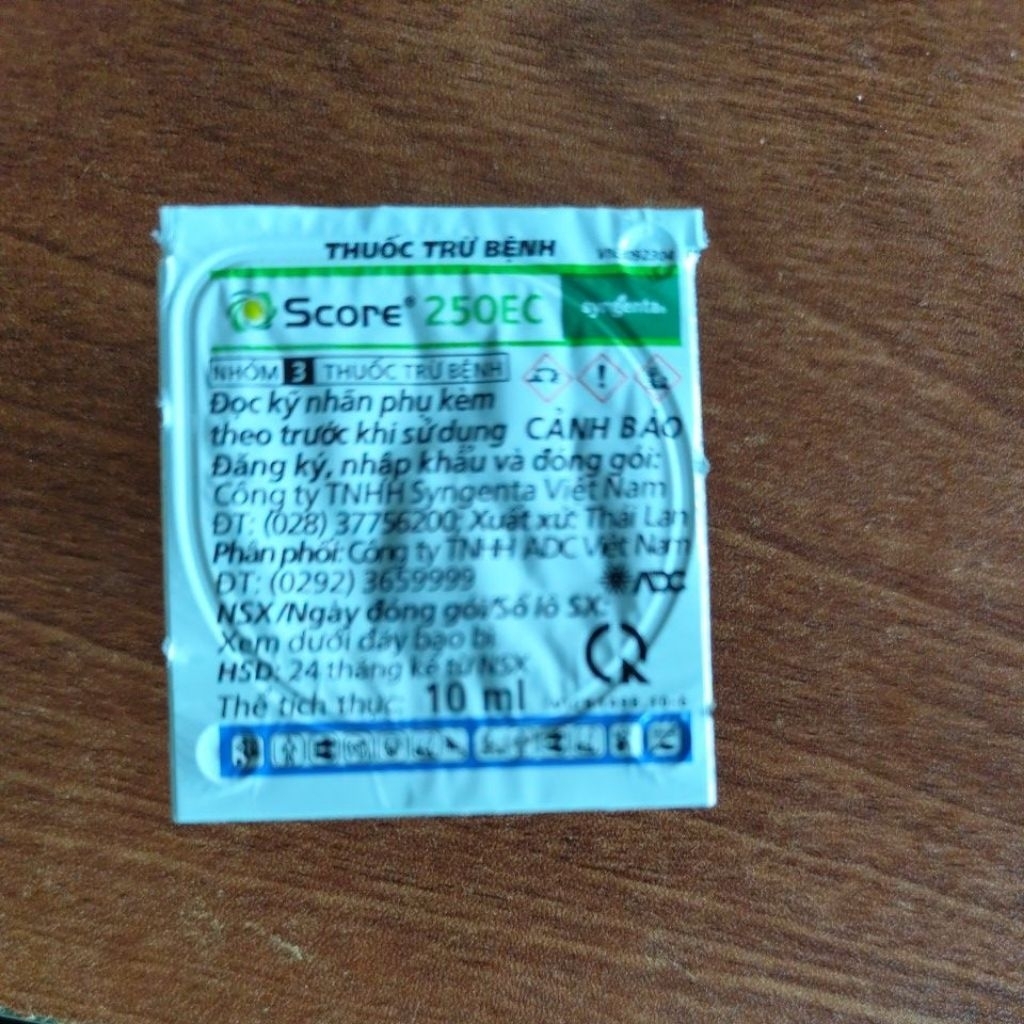 THUỐC TRỪ BỆNH
Score® 250EC
syngenta.
NHÓM 3 THUỐC TRỪ BỆNH
Đọc kỹ nhãn phụ kèm
theo trước khi sử dụng
CẢNH BÁO
Đăng ký, nhập khẩu và đóng gói:
Công ty TNHH Syngenta Việt Nam
ĐT: (028) 37756200; Xuất xứ: Thái Lan
Phân phối: Công ty TNHH ADC Việt Nam
ĐT: (0292) 3659999
ADC
NSX/Ngày đóng gói/Số lô SX:
Xem dưới đáy bao bì
HSD: 24 tháng kể từ NSX
Thể tích thực: 10 ml